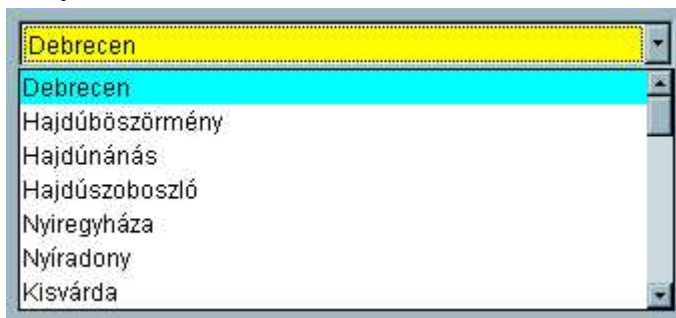 Debrecen
Debrecen
Hajdúböszörmény
Hajdúnánás
Hajdúszoboszló
Nyiregyháza
Nyíradony
Kisvárda